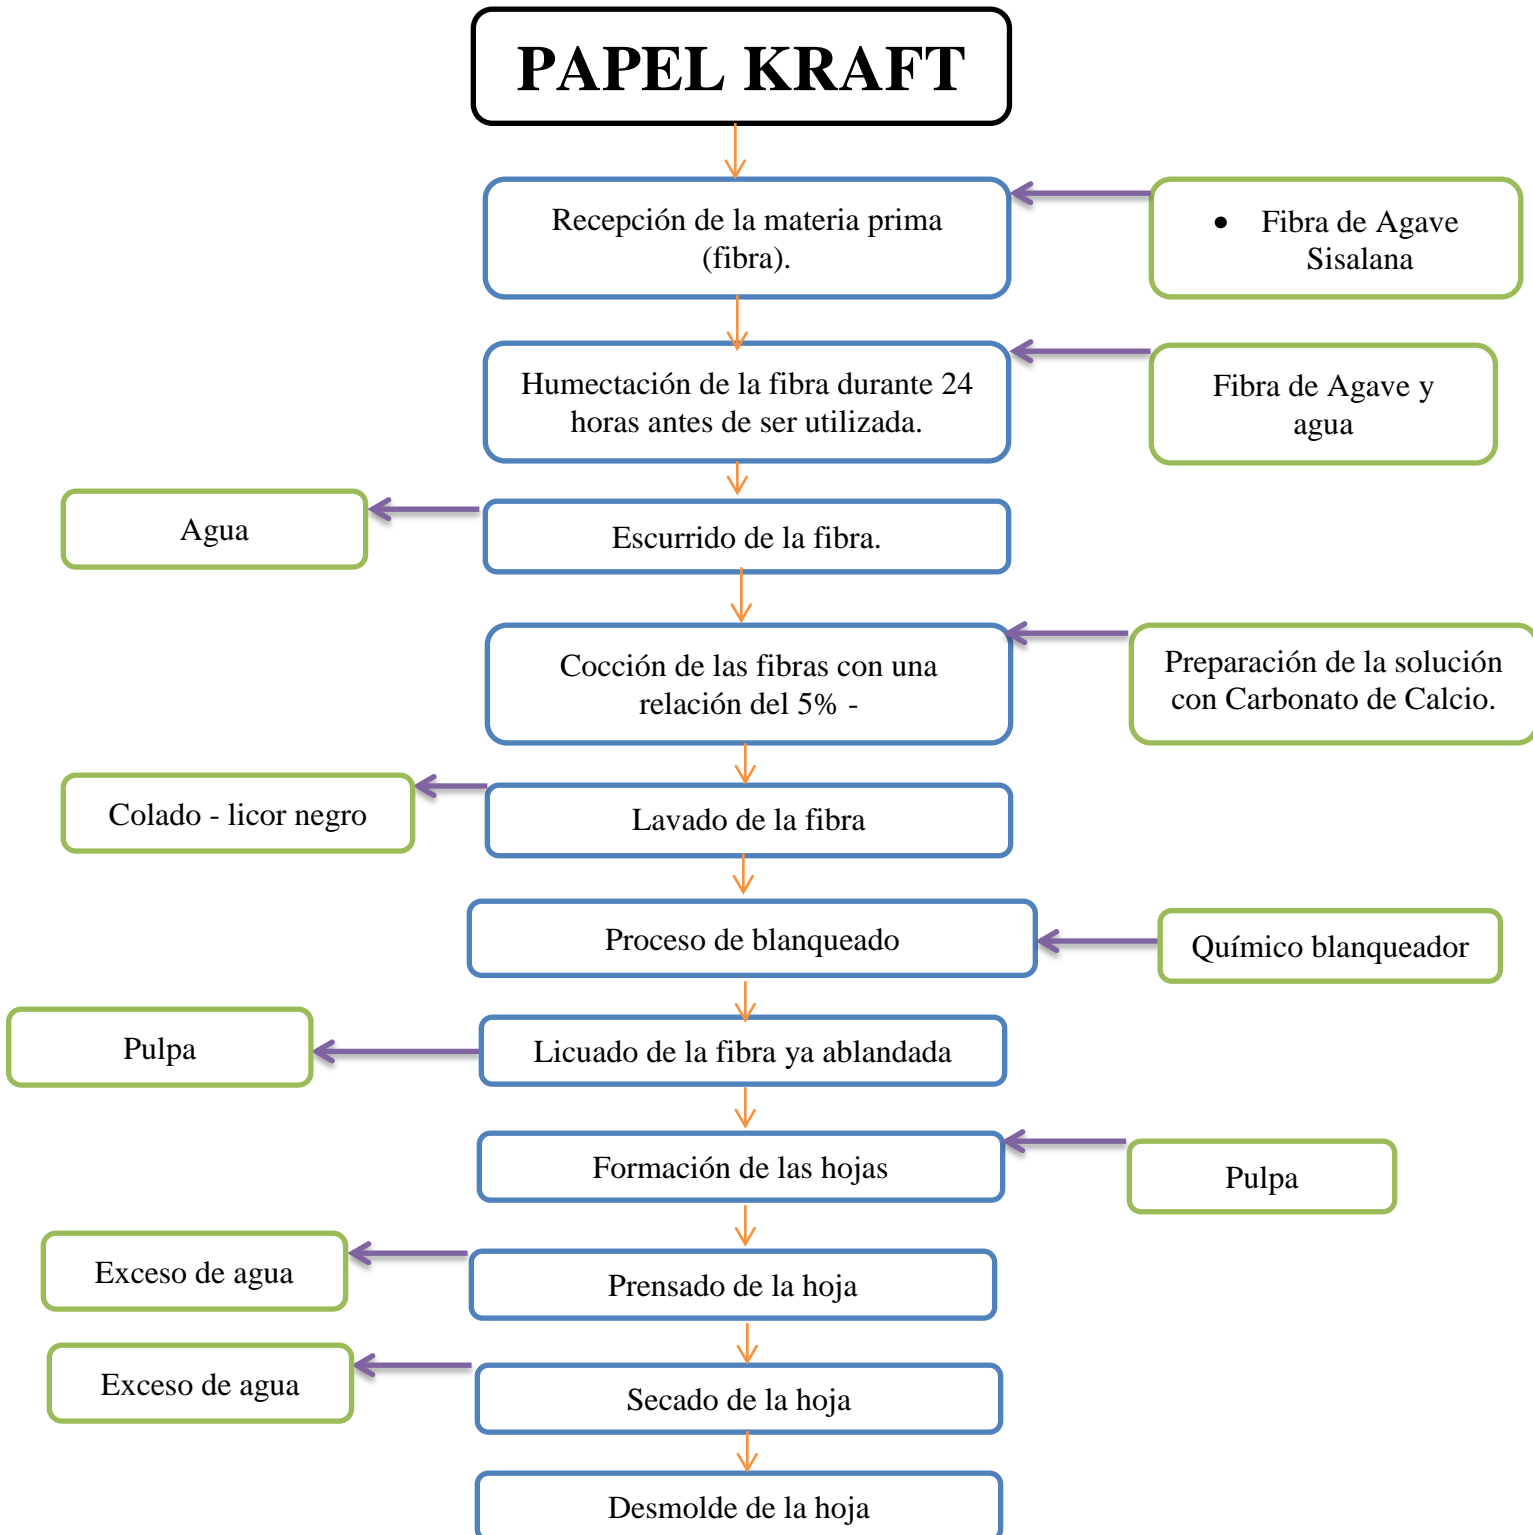 PAPEL KRAFT
Recepción de la materia prima
(fibra).
• Fibra de Agave
Sisalana
Humectación de la fibra durante 24
horas antes de ser utilizada.
Fibra de Agave y
agua
Agua
Escurrido de la fibra.
Cocción de las fibras con una
relación del 5% -
Preparación de la solución
con Carbonato de Calcio.
Colado - licor negro
Lavado de la fibra
Proceso de blanqueado
Químico blanqueador
Pulpa
Licuado de la fibra ya ablandada
Formación de las hojas
Pulpa
Exceso de agua
Prensado de la hoja
Exceso de agua
Secado de la hoja
Desmolde de la hoja